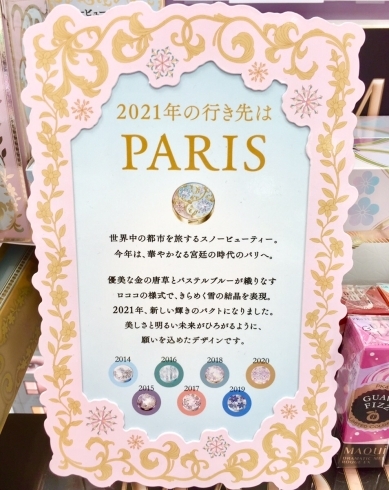 2021年の行き先は
PARIS
世界中の都市を旅するスノービューティー。
今年は、華やかなる宮廷の時代のパリへ。
優美な金の唐草とパステルブルーが織りなす
ロココの様式で、きらめく雪の結晶を表現。
2021年、新しい輝きのパクトになりました。
美しさと明るい未来がひろがるように、
願いを込めたデザインです。
2014 2016 2018 2020
2015 2017 2019